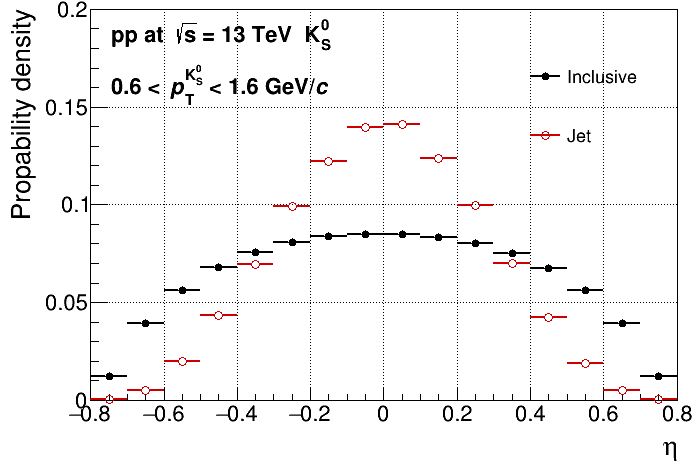 0.2
pp at √s = 13 TeV K⁰_S
0.6 < p_T^{K⁰_S} < 1.6 GeV/c
Inclusive
Jet
Propability density
0.15
0.1
0.05
0
−0.8 −0.6 −0.4 −0.2 0 0.2 0.4 0.6 0.8
η